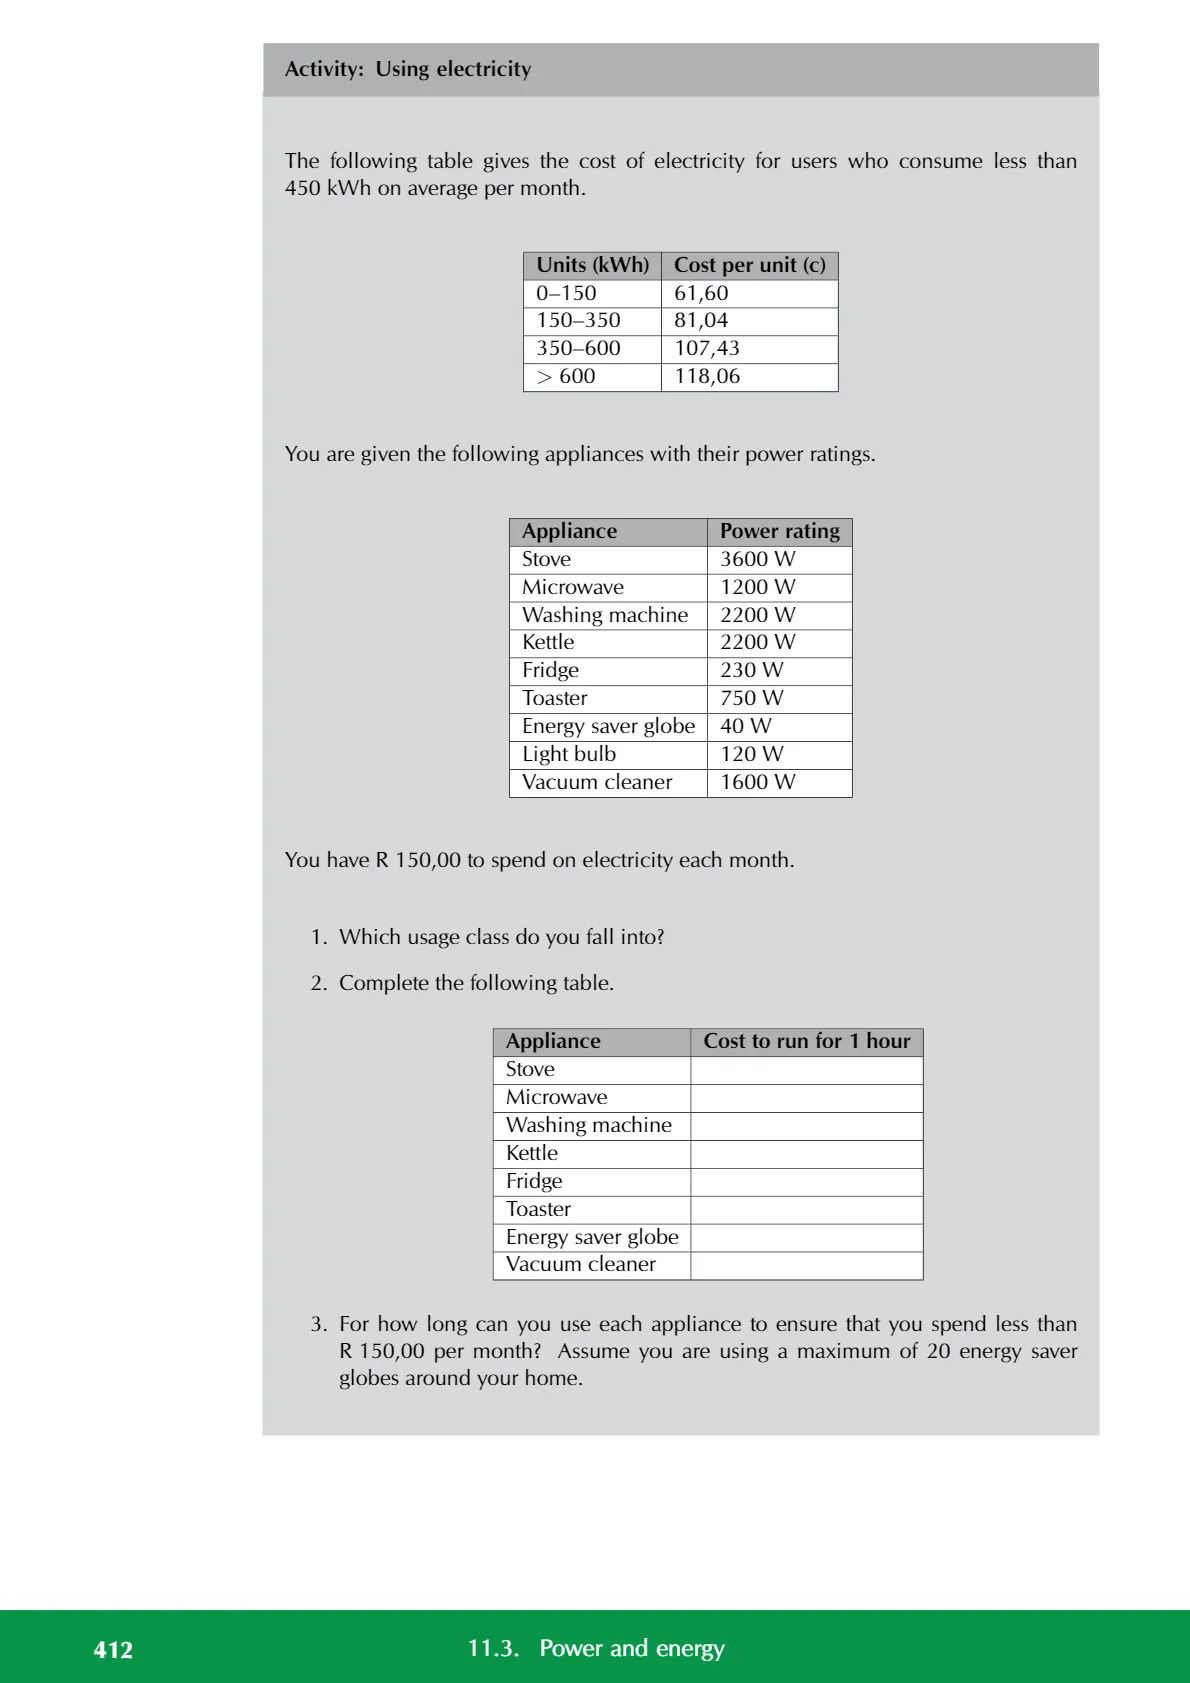 Activity: Using electricity
The following table gives the cost of electricity for users who consume less than
450 kWh on average per month.
Units (kWh) Cost per unit (c)
0–150 61,60
150–350 81,04
350–600 107,43
> 600 118,06
You are given the following appliances with their power ratings.
Appliance Power rating
Stove 3600 W
Microwave 1200 W
Washing machine 2200 W
Kettle 2200 W
Fridge 230 W
Toaster 750 W
Energy saver globe 40 W
Light bulb 120 W
Vacuum cleaner 1600 W
You have R 150,00 to spend on electricity each month.
1. Which usage class do you fall into?
2. Complete the following table.
Appliance Cost to run for 1 hour
Stove
Microwave
Washing machine
Kettle
Fridge
Toaster
Energy saver globe
Vacuum cleaner
3. For how long can you use each appliance to ensure that you spend less than
R 150,00 per month? Assume you are using a maximum of 20 energy saver
globes around your home.
412 11.3. Power and energy